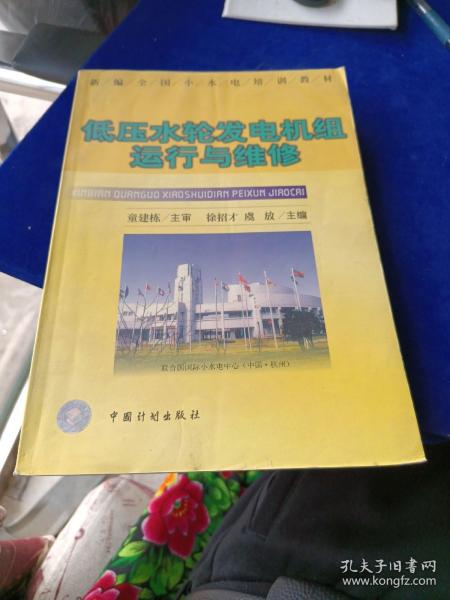 新/编/全/国/小/水/电/培/训/教/材
低压水轮发电机组
运行与维修
XINBIAN QUANGUO XIAOSHUIDIAN PEIXUN JIAOCAI
童建栋/主审 徐招才 虞 放/主编
联合国国际小水电中心(中国·杭州)
中国计划出版社
孔夫子旧书网
www.kongfz.com